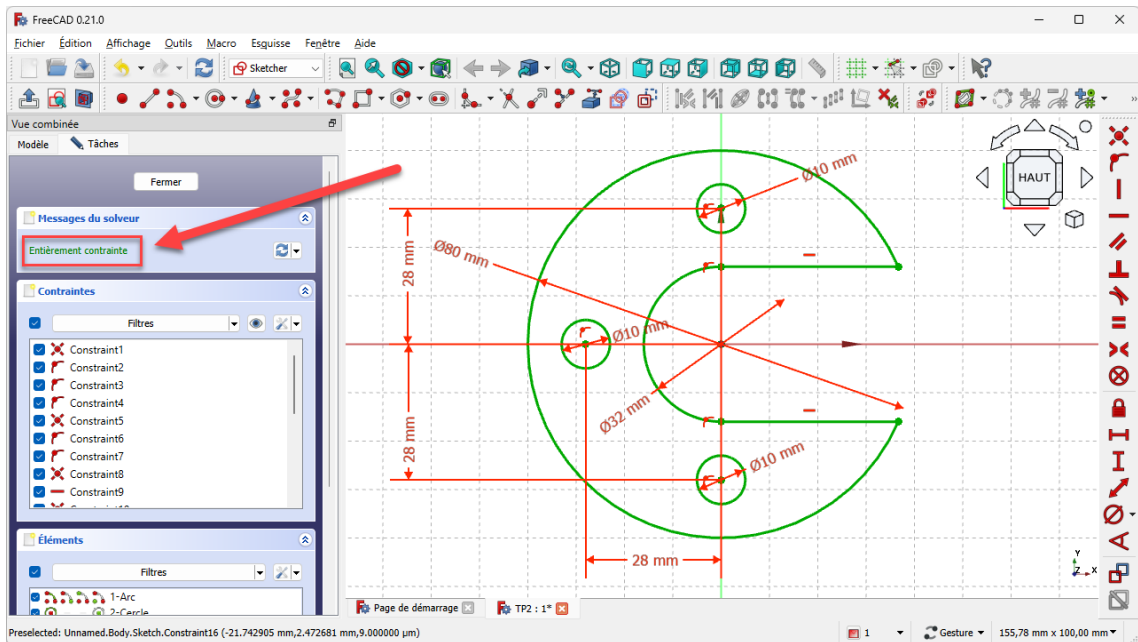 FreeCAD 0.21.0
Fichier Édition Affichage Outils Macro Esquisse Fenêtre Aide
Sketcher
Vue combinée
Modèle Tâches
Fermer
Messages du solveur
Entièrement contrainte
Contraintes
Filtres
Constraint1
Constraint2
Constraint3
Constraint4
Constraint5
Constraint6
Constraint7
Constraint8
Constraint9
Éléments
Filtres
1-Arc
2-Cercle
HAUT
Ø10 mm
Ø80 mm
28 mm
Ø10 mm
Ø32 mm
28 mm
Ø10 mm
28 mm
Y
Z X
Page de démarrage TP2 : 1*
Preselected: Unnamed.Body.Sketch.Constraint16 (-21.742905 mm,2.472681 mm,9.000000 µm) 1 Gesture 155,78 mm x 100,00 mm